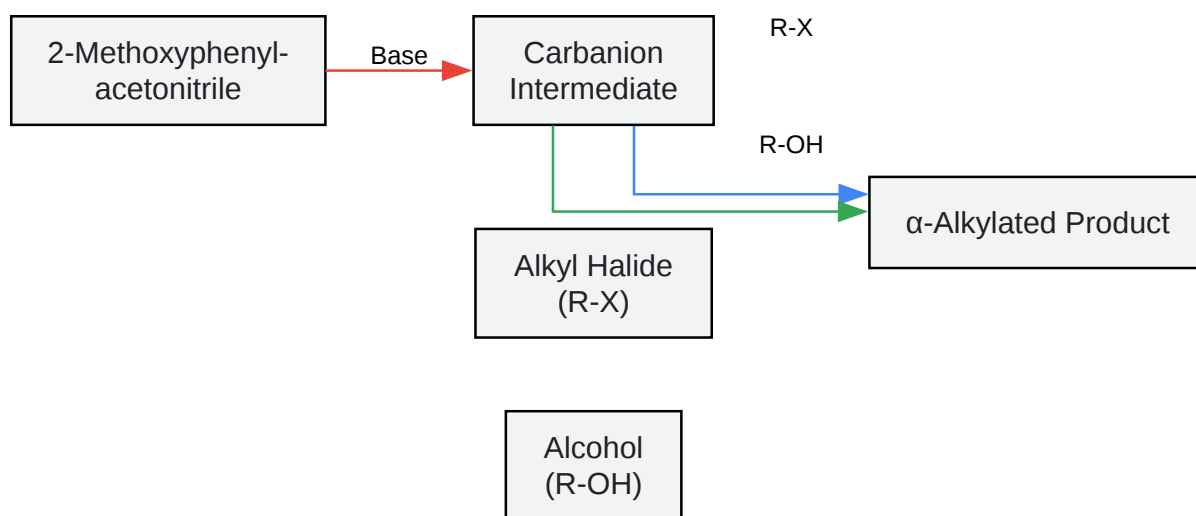 2-Methoxyphenyl-
acetonitrile
Base
Carbanion
Intermediate
R-X
R-OH
α-Alkylated Product
Alkyl Halide
(R-X)
Alcohol
(R-OH)